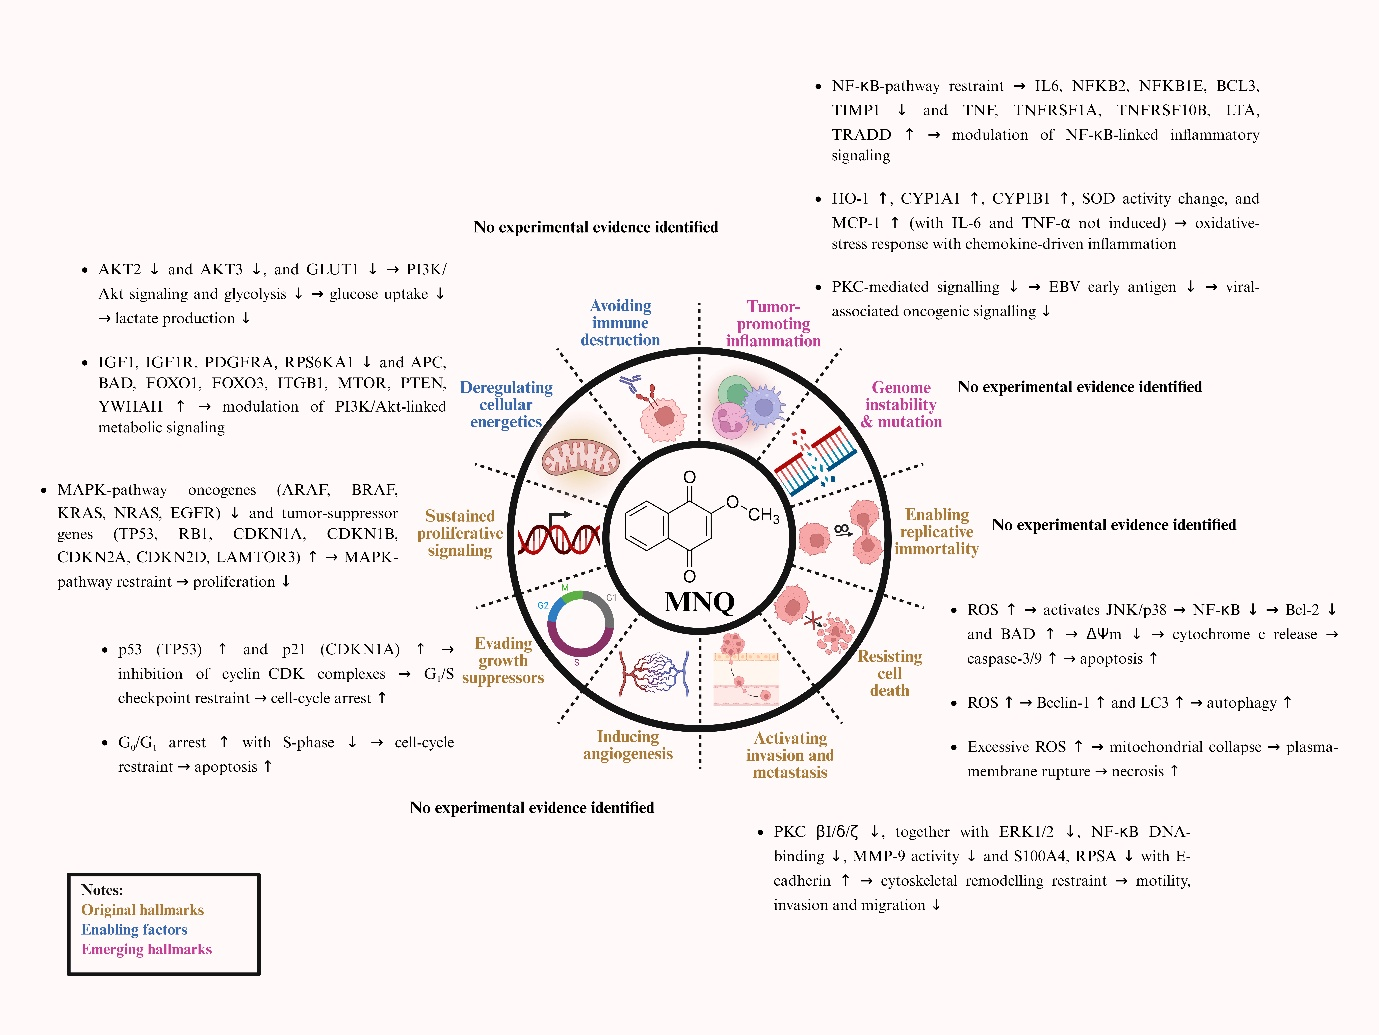 • NF-κB-pathway restraint → IL6, NFKB2, NFKB1E, BCL3,
TIMP1 ↓ and TNF, TNFRSF1A, TNFRSF10B, LTA,
TRADD ↑ → modulation of NF-κB-linked inflammatory
signaling
• HO-1 ↑, CYP1A1 ↑, CYP1B1 ↑, SOD activity change, and
MCP-1 ↑ (with IL-6 and TNF-α not induced) → oxidative-
stress response with chemokine-driven inflammation
• PKC-mediated signalling ↓ → EBV early antigen ↓ → viral-
associated oncogenic signalling ↓
No experimental evidence identified
• AKT2 ↓ and AKT3 ↓, and GLUT1 ↓ → PI3K/
Akt signaling and glycolysis ↓ → glucose uptake ↓
→ lactate production ↓
• IGF1, IGF1R, PDGFRA, RPS6KA1 ↓ and APC,
BAD, FOXO1, FOXO3, ITGB1, MTOR, PTEN,
YWHAH ↑ → modulation of PI3K/Akt-linked
metabolic signaling
Avoiding
immune
destruction
Tumor-
promoting
inflammation
Deregulating
cellular
energetics
Genome
instability
& mutation
No experimental evidence identified
• MAPK-pathway oncogenes (ARAF, BRAF,
KRAS, NRAS, EGFR) ↓ and tumor-suppressor
genes (TP53, RB1, CDKN1A, CDKN1B,
CDKN2A, CDKN2D, LAMTOR3) ↑ → MAPK-
pathway restraint → proliferation ↓
Sustained
proliferative
signaling
O
O
CH3
O
MNQ
∞
Enabling
replicative
immortality
No experimental evidence identified
M
G1
G2
S
• p53 (TP53) ↑ and p21 (CDKN1A) ↑ →
inhibition of cyclin CDK complexes → G1/S
checkpoint restraint → cell-cycle arrest ↑
• G0/G1 arrest ↑ with S-phase ↓ → cell-cycle
restraint → apoptosis ↑
Evading
growth
suppressors
Resisting
cell
death
• ROS ↑ → activates JNK/p38 → NF-κB ↓ → Bcl-2 ↓
and BAD ↑ → ΔΨm ↓ → cytochrome c release →
caspase-3/9 ↑ → apoptosis ↑
• ROS ↑ → Beclin-1 ↑ and LC3 ↑ → autophagy ↑
• Excessive ROS ↑ → mitochondrial collapse → plasma-
membrane rupture → necrosis ↑
Inducing
angiogenesis
Activating
invasion and
metastasis
No experimental evidence identified
• PKC βI/δ/ζ ↓, together with ERK1/2 ↓, NF-κB DNA-
binding ↓, MMP-9 activity ↓ and S100A4, RPSA ↓ with E-
cadherin ↑ → cytoskeletal remodelling restraint → motility,
invasion and migration ↓
Notes:
Original hallmarks
Enabling factors
Emerging hallmarks